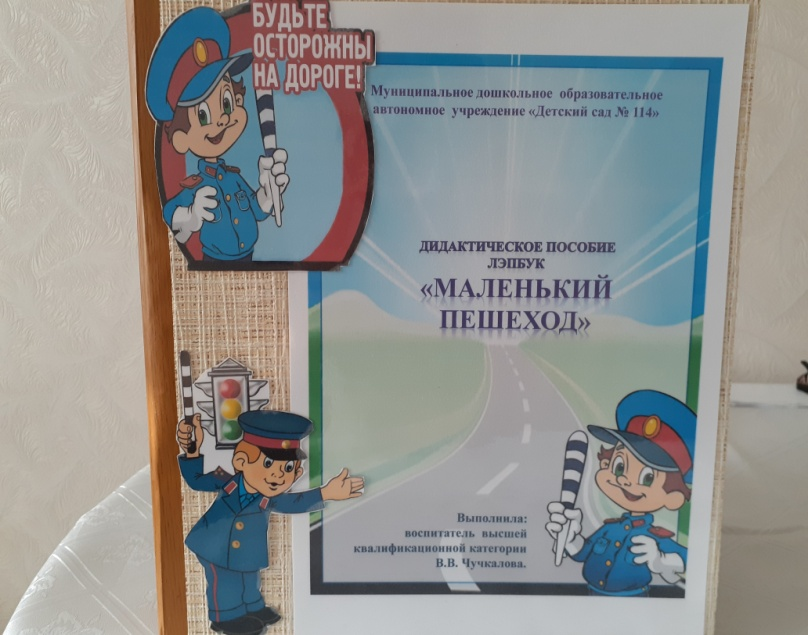 БУДЬТЕ
ОСТОРОЖНЫ
НА ДОРОГЕ!
Муниципальное дошкольное образовательное
автономное учреждение «Детский сад № 114»
ДИДАКТИЧЕСКОЕ ПОСОБИЕ
ЛЭПБУК
«МАЛЕНЬКИЙ
ПЕШЕХОД»
Выполнила:
воспитатель высшей
квалификационной категории
В.В. Чучкалова.